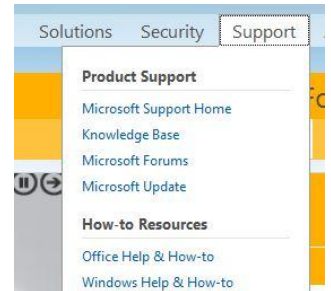 Solutions Security Support
Product Support
Microsoft Support Home
Knowledge Base
Microsoft Forums
Microsoft Update
How-to Resources
Office Help & How-to
Windows Help & How-to